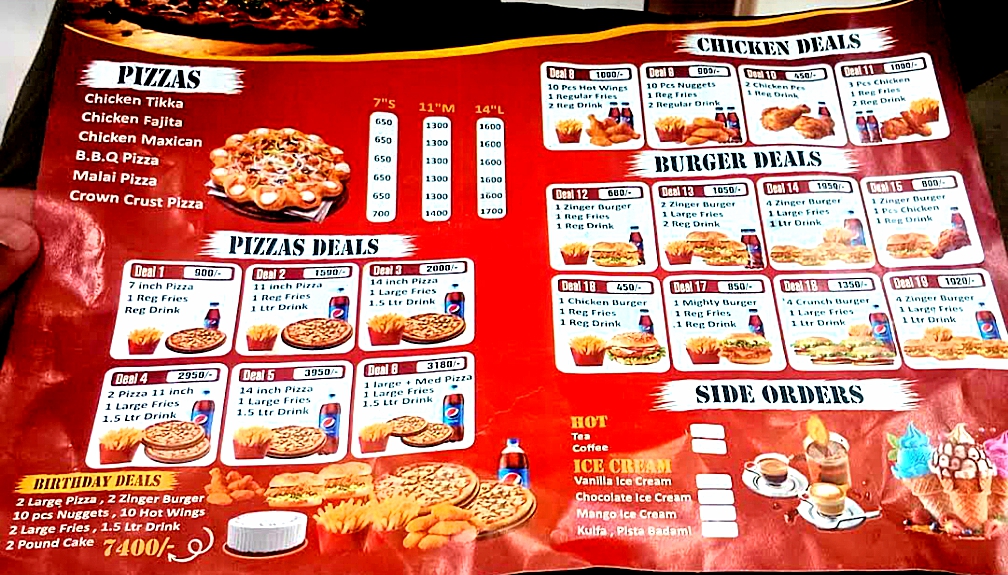 PIZZAS
7"S 11"M 14"L
Chicken Tikka 650 1300 1600
Chicken Fajita 650 1300 1600
Chicken Maxican 650 1300 1600
B.B.Q Pizza 650 1300 1600
Malai Pizza 650 1300 1600
Crown Crust Pizza 700 1400 1700
PIZZAS DEALS
Deal 1 900/-
7 inch Pizza
1 Reg Fries
Reg Drink
Deal 2 1590/-
11 inch Pizza
1 Reg Fries
1 Ltr Drink
Deal 3 2000/-
14 inch Pizza
1 Large Fries
1.5 Ltr Drink
Deal 4 2950/-
2 Pizza 11 inch
1 Large Fries
1.5 Ltr Drink
Deal 5 3950/-
14 inch Pizza
1 Large Fries
1.5 Ltr Drink
Deal 6 3180/-
1 large + Med Pizza
1 Large Fries
1.5 Ltr Drink
BIRTHDAY DEALS
2 Large Pizza , 2 Zinger Burger
10 pcs Nuggets , 10 Hot Wings
2 Large Fries , 1.5 Ltr Drink
2 Pound Cake 7400/-
CHICKEN DEALS
Deal 8 1000/-
10 Pcs Hot Wings
1 Regular Fries
2 Reg Drink
Deal 9 900/-
10 Pcs Nuggets
1 Reg Fries
2 Regular Drink
Deal 10 450/-
2 Chicken Pcs
1 Reg Drink
Deal 11 1090/-
3 Pcs Chicken
1 Reg Fries
2 Reg Drink
BURGER DEALS
Deal 12 680/-
1 Zinger Burger
1 Reg Fries
1 Reg Drink
Deal 13 1050/-
2 Zinger Burger
1 Large Fries
2 Reg Drink
Deal 14 1950/-
4 Zinger Burger
1 Large Fries
1 Ltr Drink
Deal 15 800/-
1 Zinger Burger
1 Pcs Chicken
1 Reg Drink
Deal 16 450/-
1 Chicken Burger
1 Reg Fries
1 Reg Drink
Deal 17 850/-
1 Mighty Burger
1 Reg Fries
1 Reg Drink
Deal 18 1350/-
4 Crunch Burger
1 Large Fries
1 Ltr Drink
Deal 19 1920/-
4 Zinger Burger
1 Large Fries
1 Ltr Drink
SIDE ORDERS
HOT
Tea
Coffee
ICE CREAM
Vanilla Ice Cream
Chocolate Ice Cream
Mango Ice Cream
Kulfa , Pista Badami